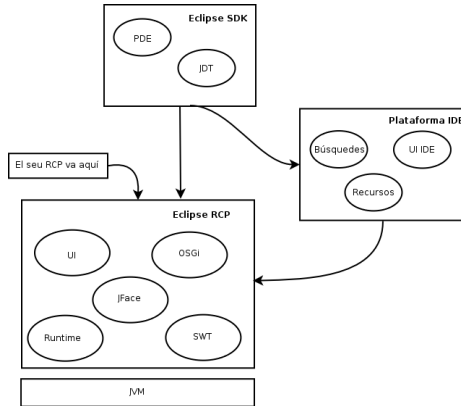 Eclipse SDK
PDE
JDT
Plataforma IDE
Búsquedes
UI IDE
Recursos
El seu RCP va aquí
Eclipse RCP
UI
OSGi
JFace
Runtime
SWT
JVM